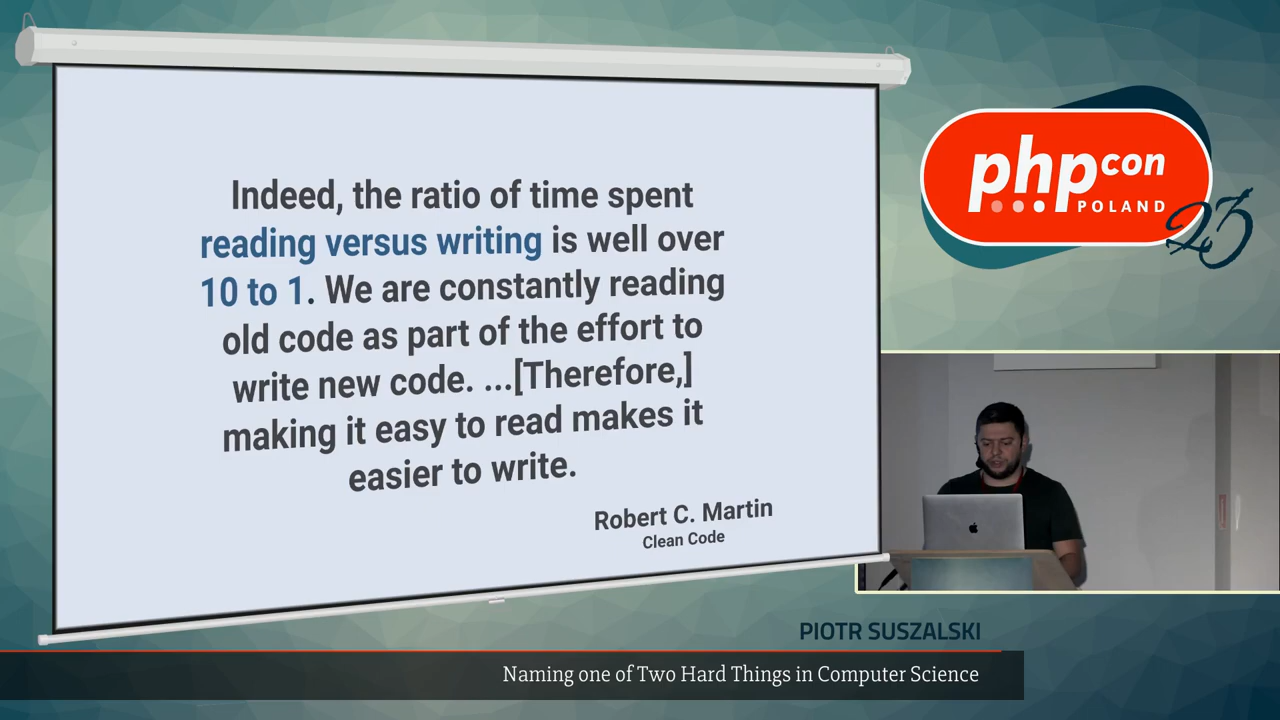 Indeed, the ratio of time spent
reading versus writing is well over
10 to 1. We are constantly reading
old code as part of the effort to
write new code. ...[Therefore,]
making it easy to read makes it
easier to write.
Robert C. Martin
Clean Code
phpcon
POLAND
23
PIOTR SUSZALSKI
Naming one of Two Hard Things in Computer Science